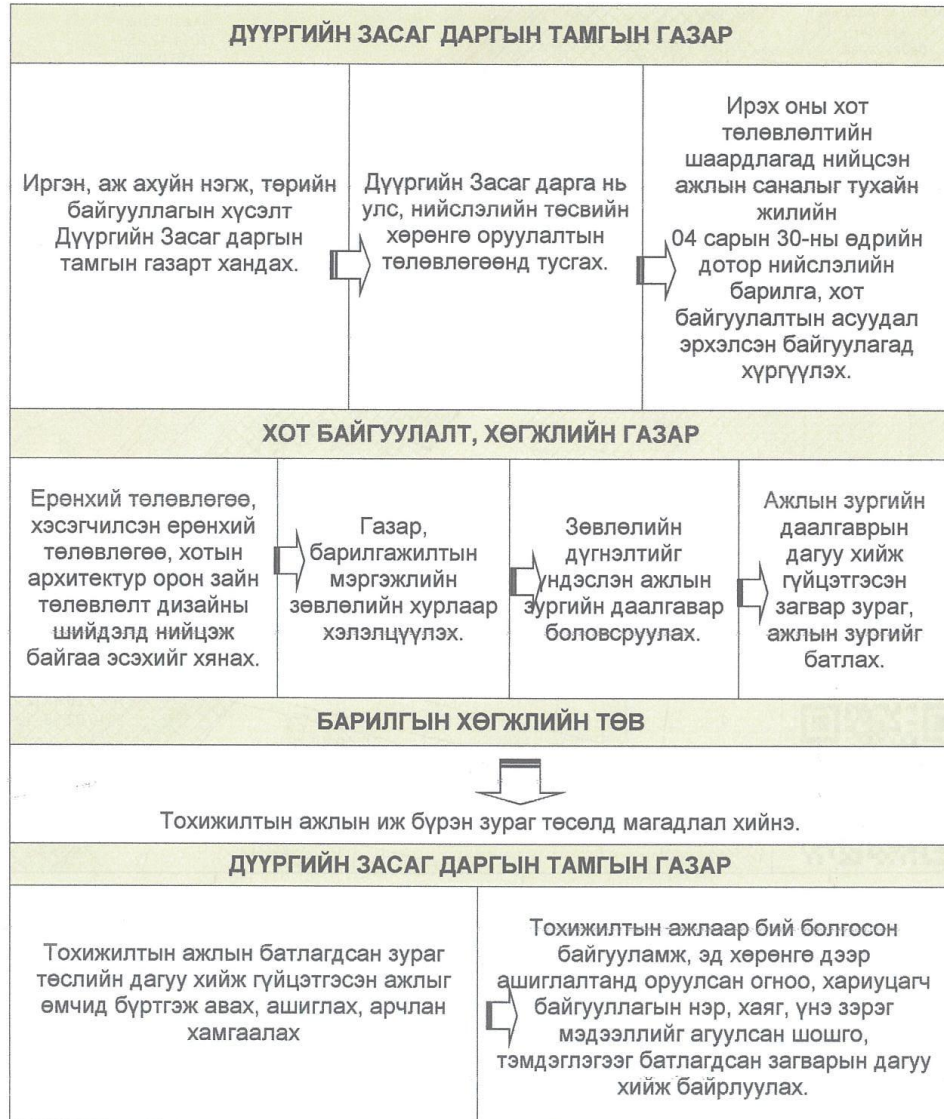 ДҮҮРГИЙН ЗАСАГ ДАРГЫН ТАМГЫН ГАЗАР
Иргэн, аж ахуйн нэгж, төрийн
байгууллагын хүсэлт
Дүүргийн Засаг даргын
тамгын газарт хандах.
Дүүргийн Засаг дарга нь
улс, нийслэлийн төсвийн
хөрөнгө оруулалтын
төлөвлөгөөнд тусгах.
Ирэх оны хот
төлөвлөлтийн
шаардлагад нийцсэн
ажлын саналыг тухайн
жилийн
04 сарын 30-ны өдрийн
дотор нийслэлийн
барилга, хот
байгуулалтын асуудал
эрхэлсэн байгуулагад
хүргүүлэх.
ХОТ БАЙГУУЛАЛТ, ХӨГЖЛИЙН ГАЗАР
Ерөнхий төлөвлөгөө,
хэсэгчилсэн ерөнхий
төлөвлөгөө, хотын
архитектур орон зайн
төлөвлөлт дизайны
шийдэлд нийцэж
байгаа эсэхийг хянах.
Газар,
барилгажилтын
мэргэжлийн
зөвлөлийн хурлаар
хэлэлцүүлэх.
Зөвлөлийн
дүгнэлтийг
үндэслэн ажлын
зургийн даалгавар
боловсруулах.
Ажлын зургийн
даалгаврын
дагуу хийж
гүйцэтгэсэн
загвар зураг,
ажлын зургийг
батлах.
БАРИЛГЫН ХӨГЖЛИЙН ТӨВ
Тохижилтын ажлын иж бүрэн зураг төсөлд магадлал хийнэ.
ДҮҮРГИЙН ЗАСАГ ДАРГЫН ТАМГЫН ГАЗАР
Тохижилтын ажлын батлагдсан зураг
төслийн дагуу хийж гүйцэтгэсэн ажлыг
өмчид бүртгэж авах, ашиглах, арчлан
хамгаалах
Тохижилтын ажлаар бий болгосон
байгууламж, эд хөрөнгө дээр
ашиглалтанд оруулсан огноо, хариуцагч
байгууллагын нэр, хаяг, үнэ зэрэг
мэдээллийг агуулсан шошго,
тэмдэглэгээг батлагдсан загварын дагуу
хийж байрлуулах.